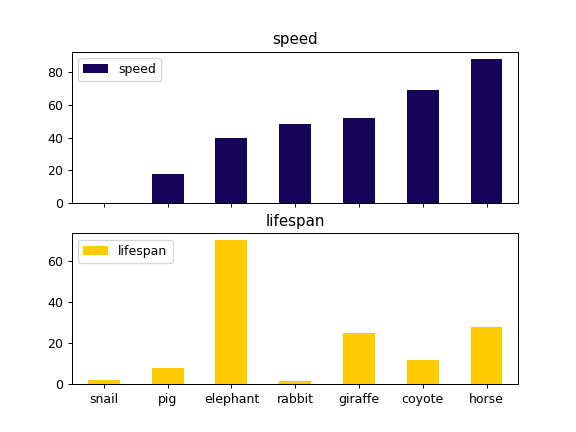 speed
speed
80
60
40
20
0
lifespan
lifespan
60
40
20
0
snail pig elephant rabbit giraffe coyote horse